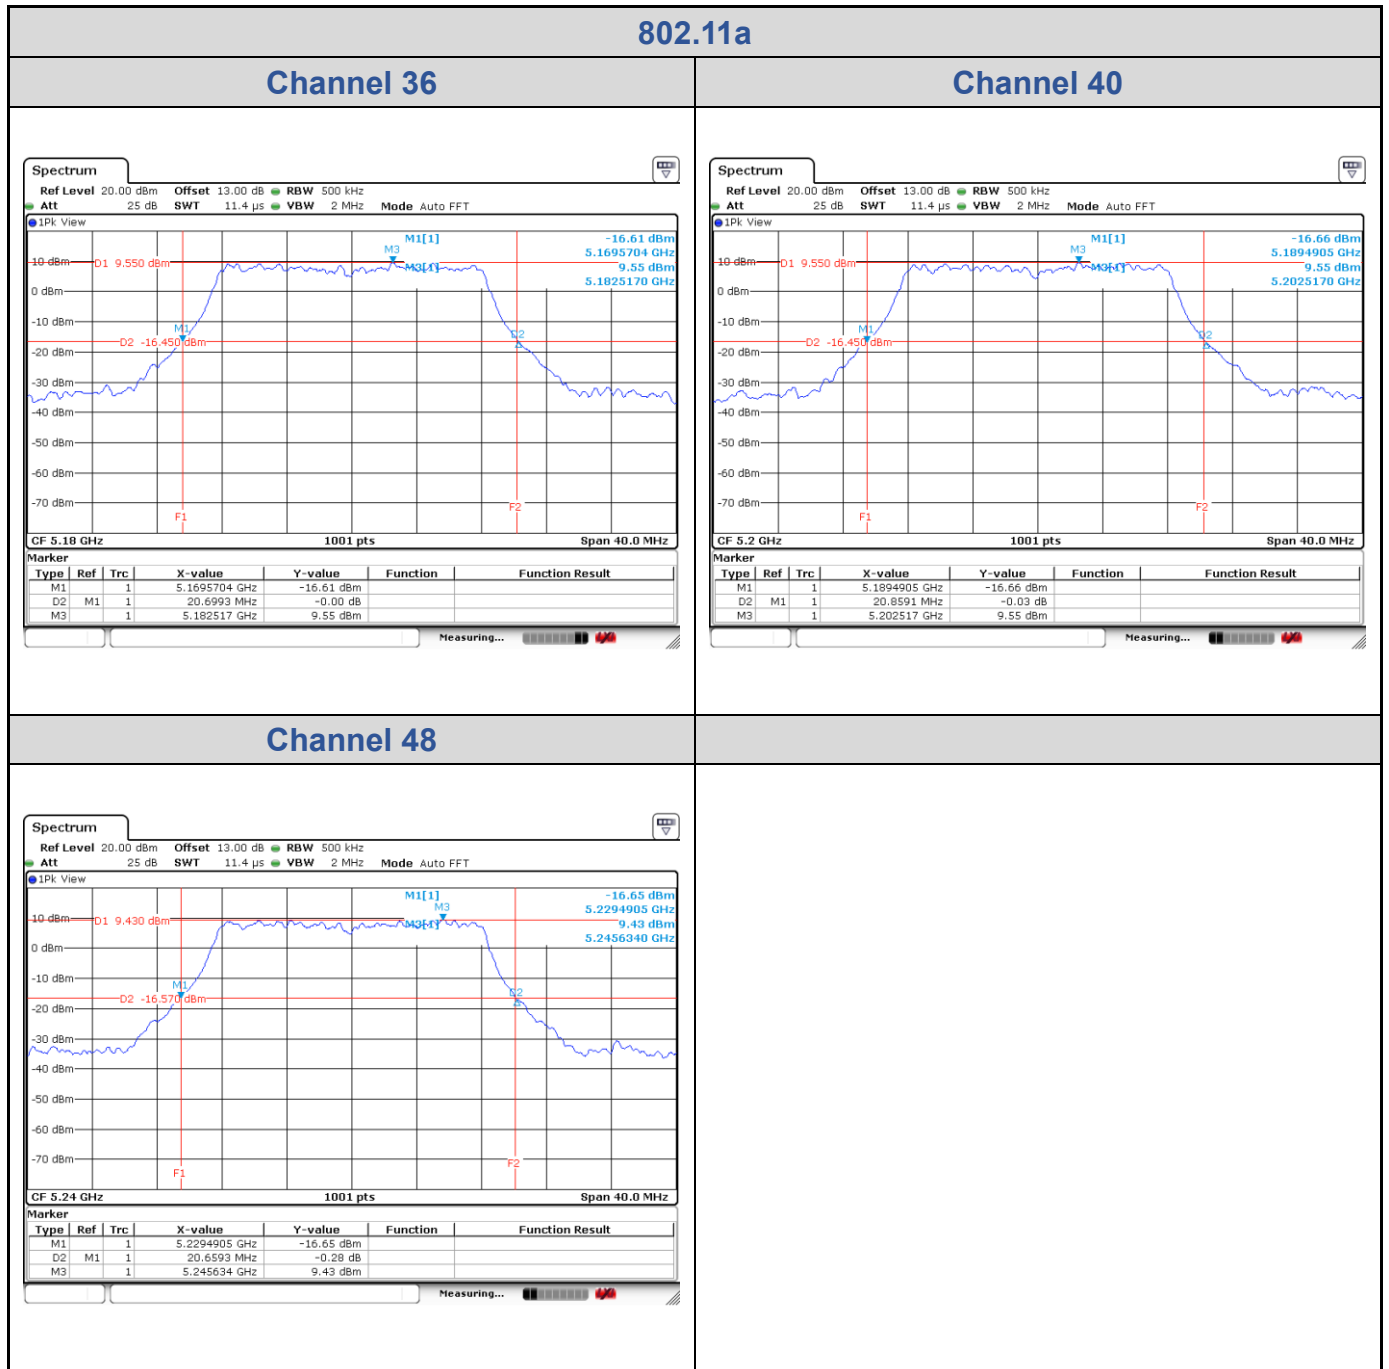 802.11a
Channel 36
Channel 40
Spectrum
Ref Level 20.00 dBm Offset 13.00 dB RBW 500 kHz
Att 25 dB SWT 11.4 µs VBW 2 MHz Mode Auto FFT
1Pk View
M1[1] -16.61 dBm
5.1695704 GHz
M3[1] 9.55 dBm
5.1825170 GHz
M3
10 dBm
D1 9.550 dBm
0 dBm
-10 dBm
M1
D2
D2 -16.450 dBm
-20 dBm
-30 dBm
-40 dBm
-50 dBm
-60 dBm
-70 dBm
F1
F2
CF 5.18 GHz 1001 pts Span 40.0 MHz
Marker
Type Ref Trc X-value Y-value Function Function Result
M1 1 5.1695704 GHz -16.61 dBm
D2 M1 1 20.6993 MHz -0.00 dB
M3 1 5.182517 GHz 9.55 dBm
Measuring...
Spectrum
Ref Level 20.00 dBm Offset 13.00 dB RBW 500 kHz
Att 25 dB SWT 11.4 µs VBW 2 MHz Mode Auto FFT
1Pk View
M1[1] -16.66 dBm
5.1894905 GHz
M3[1] 9.55 dBm
5.2025170 GHz
M3
10 dBm
D1 9.550 dBm
0 dBm
-10 dBm
M1
D2
D2 -16.450 dBm
-20 dBm
-30 dBm
-40 dBm
-50 dBm
-60 dBm
-70 dBm
F1
F2
CF 5.2 GHz 1001 pts Span 40.0 MHz
Marker
Type Ref Trc X-value Y-value Function Function Result
M1 1 5.1894905 GHz -16.66 dBm
D2 M1 1 20.8591 MHz -0.03 dB
M3 1 5.202517 GHz 9.55 dBm
Measuring...
Channel 48
Spectrum
Ref Level 20.00 dBm Offset 13.00 dB RBW 500 kHz
Att 25 dB SWT 11.4 µs VBW 2 MHz Mode Auto FFT
1Pk View
M1[1] -16.65 dBm
5.2294905 GHz
M3[1] 9.43 dBm
5.2456340 GHz
M3
10 dBm
D1 9.430 dBm
0 dBm
-10 dBm
M1
D2
D2 -16.570 dBm
-20 dBm
-30 dBm
-40 dBm
-50 dBm
-60 dBm
-70 dBm
F1
F2
CF 5.24 GHz 1001 pts Span 40.0 MHz
Marker
Type Ref Trc X-value Y-value Function Function Result
M1 1 5.2294905 GHz -16.65 dBm
D2 M1 1 20.6593 MHz -0.28 dB
M3 1 5.245634 GHz 9.43 dBm
Measuring...